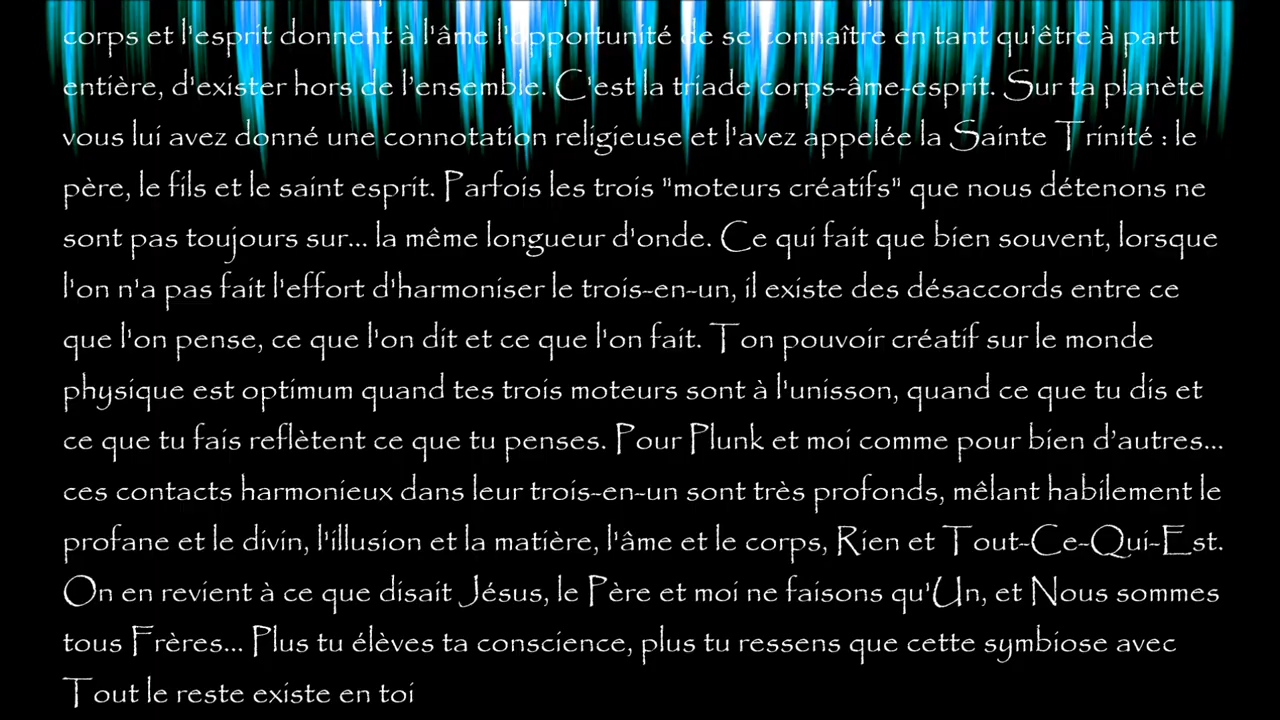 corps et l'esprit donnent à l'âme l'opportunité de se connaître en tant qu'être à part
entière, d'exister hors de l'ensemble. C'est la triade corps-âme-esprit. Sur ta planète
vous lui avez donné une connotation religieuse et l'avez appelée la Sainte Trinité : le
père, le fils et le saint esprit. Parfois les trois "moteurs créatifs" que nous détenons ne
sont pas toujours sur... la même longueur d'onde. Ce qui fait que bien souvent, lorsque
l'on n'a pas fait l'effort d'harmoniser le trois-en-un, il existe des désaccords entre ce
que l'on pense, ce que l'on dit et ce que l'on fait. Ton pouvoir créatif sur le monde
physique est optimum quand tes trois moteurs sont à l'unisson, quand ce que tu dis et
ce que tu fais reflètent ce que tu penses. Pour Plunk et moi comme pour bien d'autres...
ces contacts harmonieux dans leur trois-en-un sont très profonds, mêlant habilement le
profane et le divin, l'illusion et la matière, l'âme et le corps, Rien et Tout-Ce-Qui-Est.
On en revient à ce que disait Jésus, le Père et moi ne faisons qu'Un, et Nous sommes
tous Frères... Plus tu élèves ta conscience, plus tu ressens que cette symbiose avec
Tout le reste existe en toi